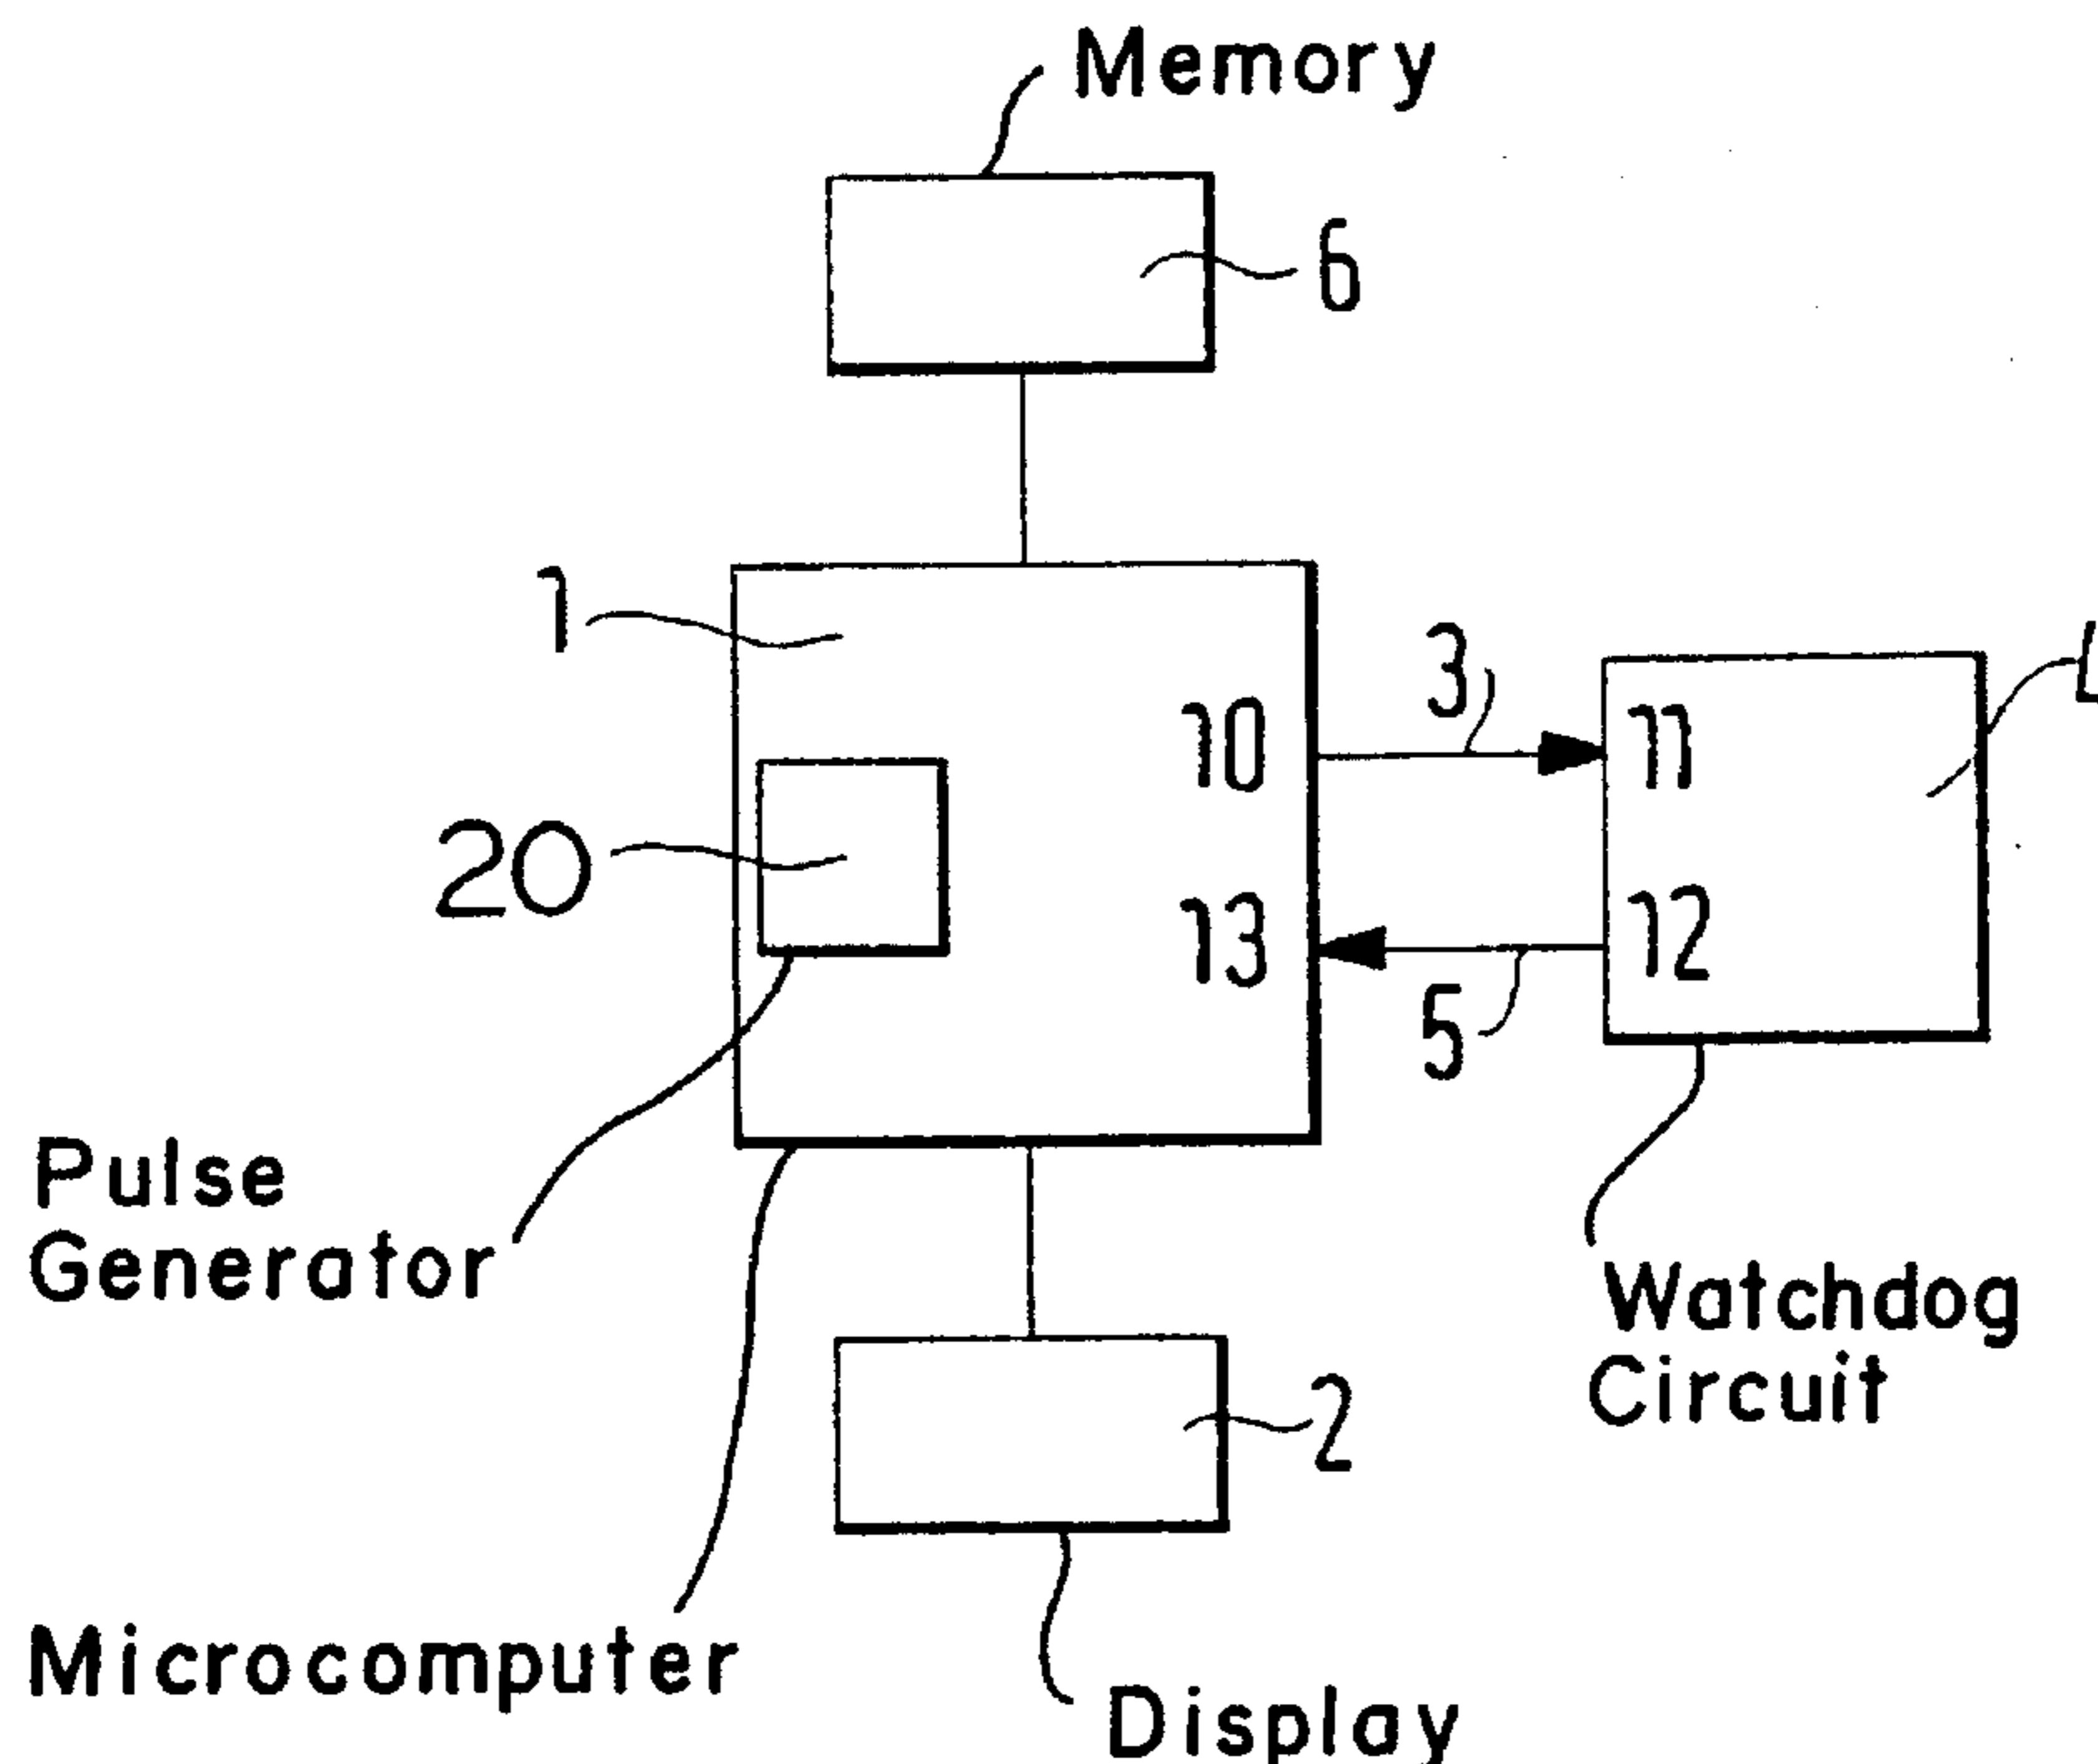 Memory
6
1
3
10
11
20
13
12
5
Pulse
Generator
Watchdog
Circuit
2
Microcomputer
Display